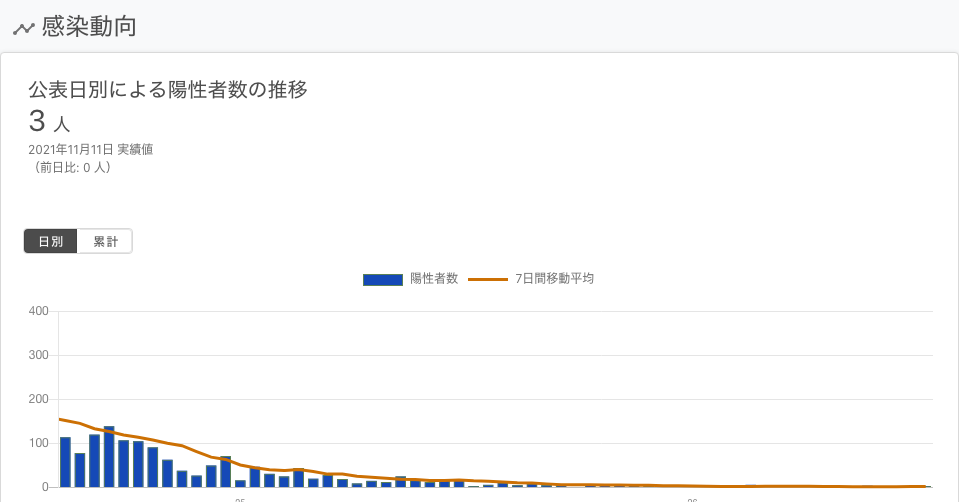 感染動向
公表日別による陽性者数の推移
3 人
2021年11月11日 実績値
（前日比: 0 人）
日別 累計
陽性者数 7日間移動平均
400
300
200
100
0